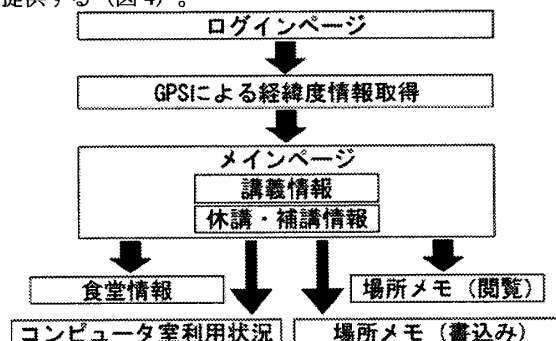 提供する（図4）。
ログインページ
GPSによる経緯度情報取得
メインページ
講義情報
休講・補講情報
食堂情報
場所メモ（閲覧）
コンピュータ室利用状況
場所メモ（書込み）